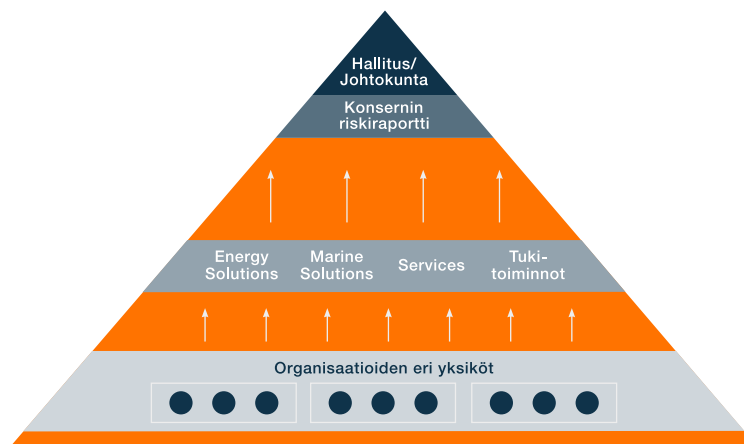 Hallitus/
Johtokunta
Konsernin
riskiraportti
Energy
Solutions
Marine
Solutions
Services
Tuki-
toiminnot
Organisaatioiden eri yksiköt